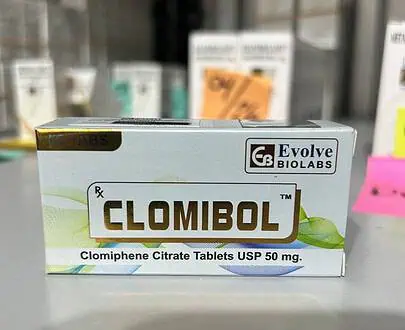 Evolve
BIOLABS
Rx
CLOMIBOL™
Clomiphene Citrate Tablets USP 50 mg.